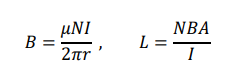 B = μNI / 2πr , L = NBA / I